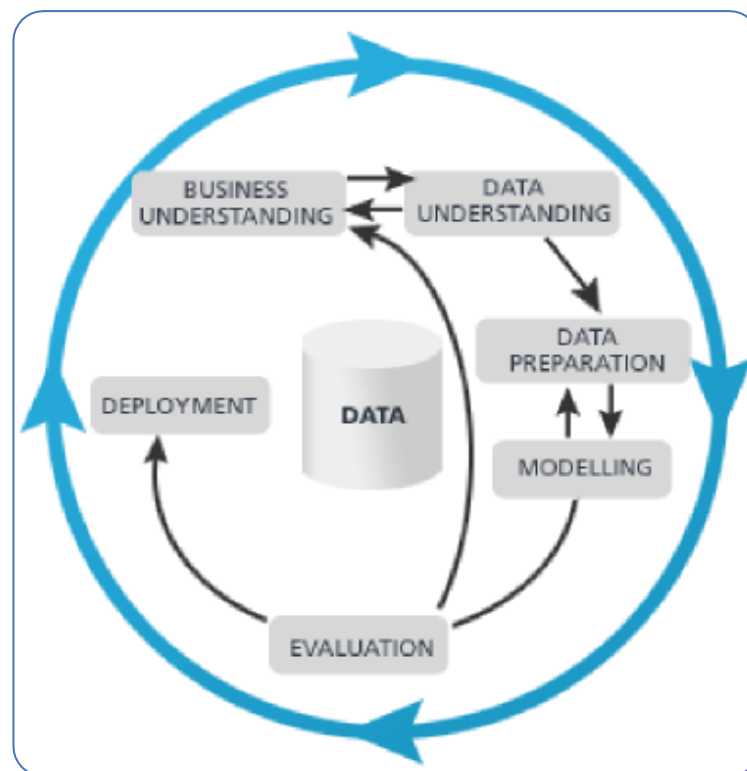 BUSINESS
UNDERSTANDING
DATA
UNDERSTANDING
DATA
PREPARATION
DEPLOYMENT
DATA
MODELLING
EVALUATION